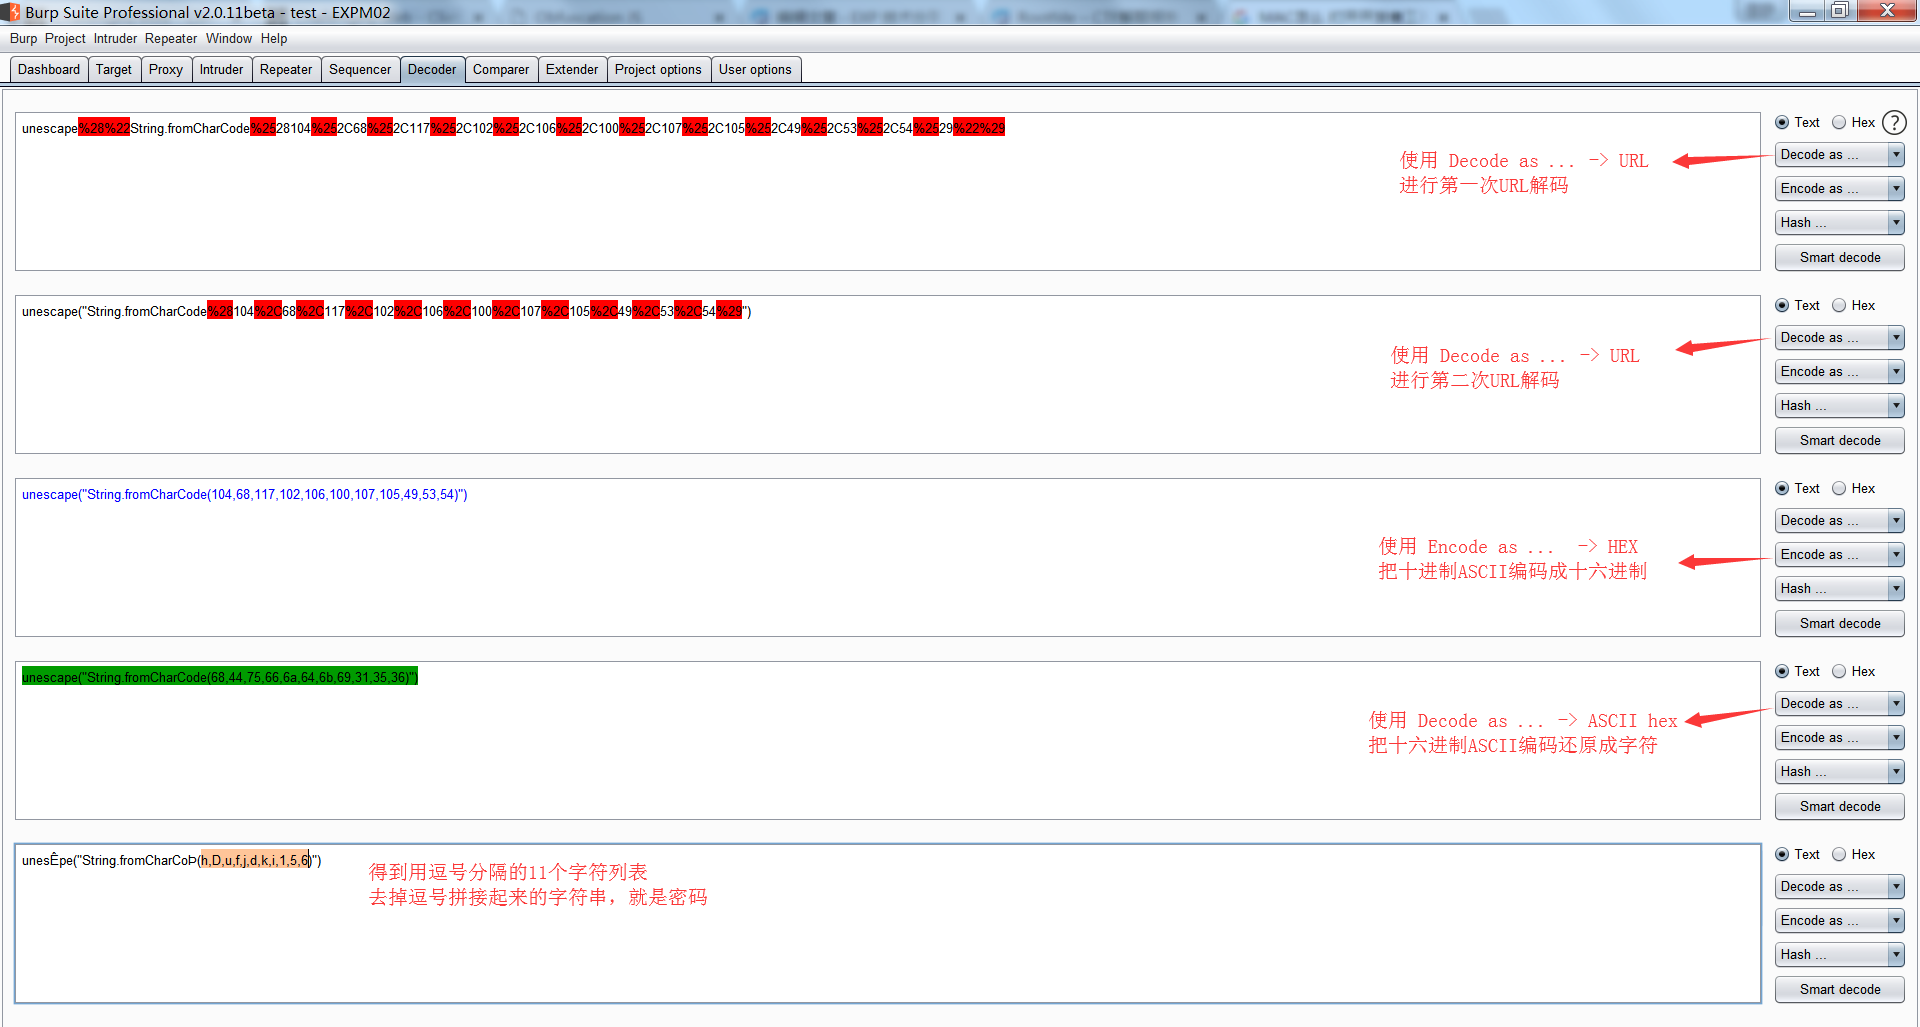 Burp Suite Professional v2.0.11beta - test - EXPM02
Burp Project Intruder Repeater Window Help
Dashboard Target Proxy Intruder Repeater Sequencer Decoder Comparer Extender Project options User options
unescape%28%22String.fromCharCode%2528104%252C68%252C117%252C102%252C106%252C100%252C107%252C105%252C49%252C53%252C54%2529%22%29
使用 Decode as ... -> URL
进行第一次URL解码
Text Hex ?
Decode as ...
Encode as ...
Hash ...
Smart decode
unescape("String.fromCharCode%28104%2C68%2C117%2C102%2C106%2C100%2C107%2C105%2C49%2C53%2C54%29")
使用 Decode as ... -> URL
进行第二次URL解码
Text Hex
Decode as ...
Encode as ...
Hash ...
Smart decode
unescape("String.fromCharCode(104,68,117,102,106,100,107,105,49,53,54)")
使用 Encode as ... -> HEX
把十进制ASCII编码成十六进制
Text Hex
Decode as ...
Encode as ...
Hash ...
Smart decode
unescape("String.fromCharCode(68,44,75,66,6a,64,6b,69,31,35,36)")
使用 Decode as ... -> ASCII hex
把十六进制ASCII编码还原成字符
Text Hex
Decode as ...
Encode as ...
Hash ...
Smart decode
unesÊpe("String.fromCharCoÞ(h,D,u,f,j,d,k,i,1,5,6)")
得到用逗号分隔的11个字符列表
去掉逗号拼接起来的字符串，就是密码
Text Hex
Decode as ...
Encode as ...
Hash ...
Smart decode